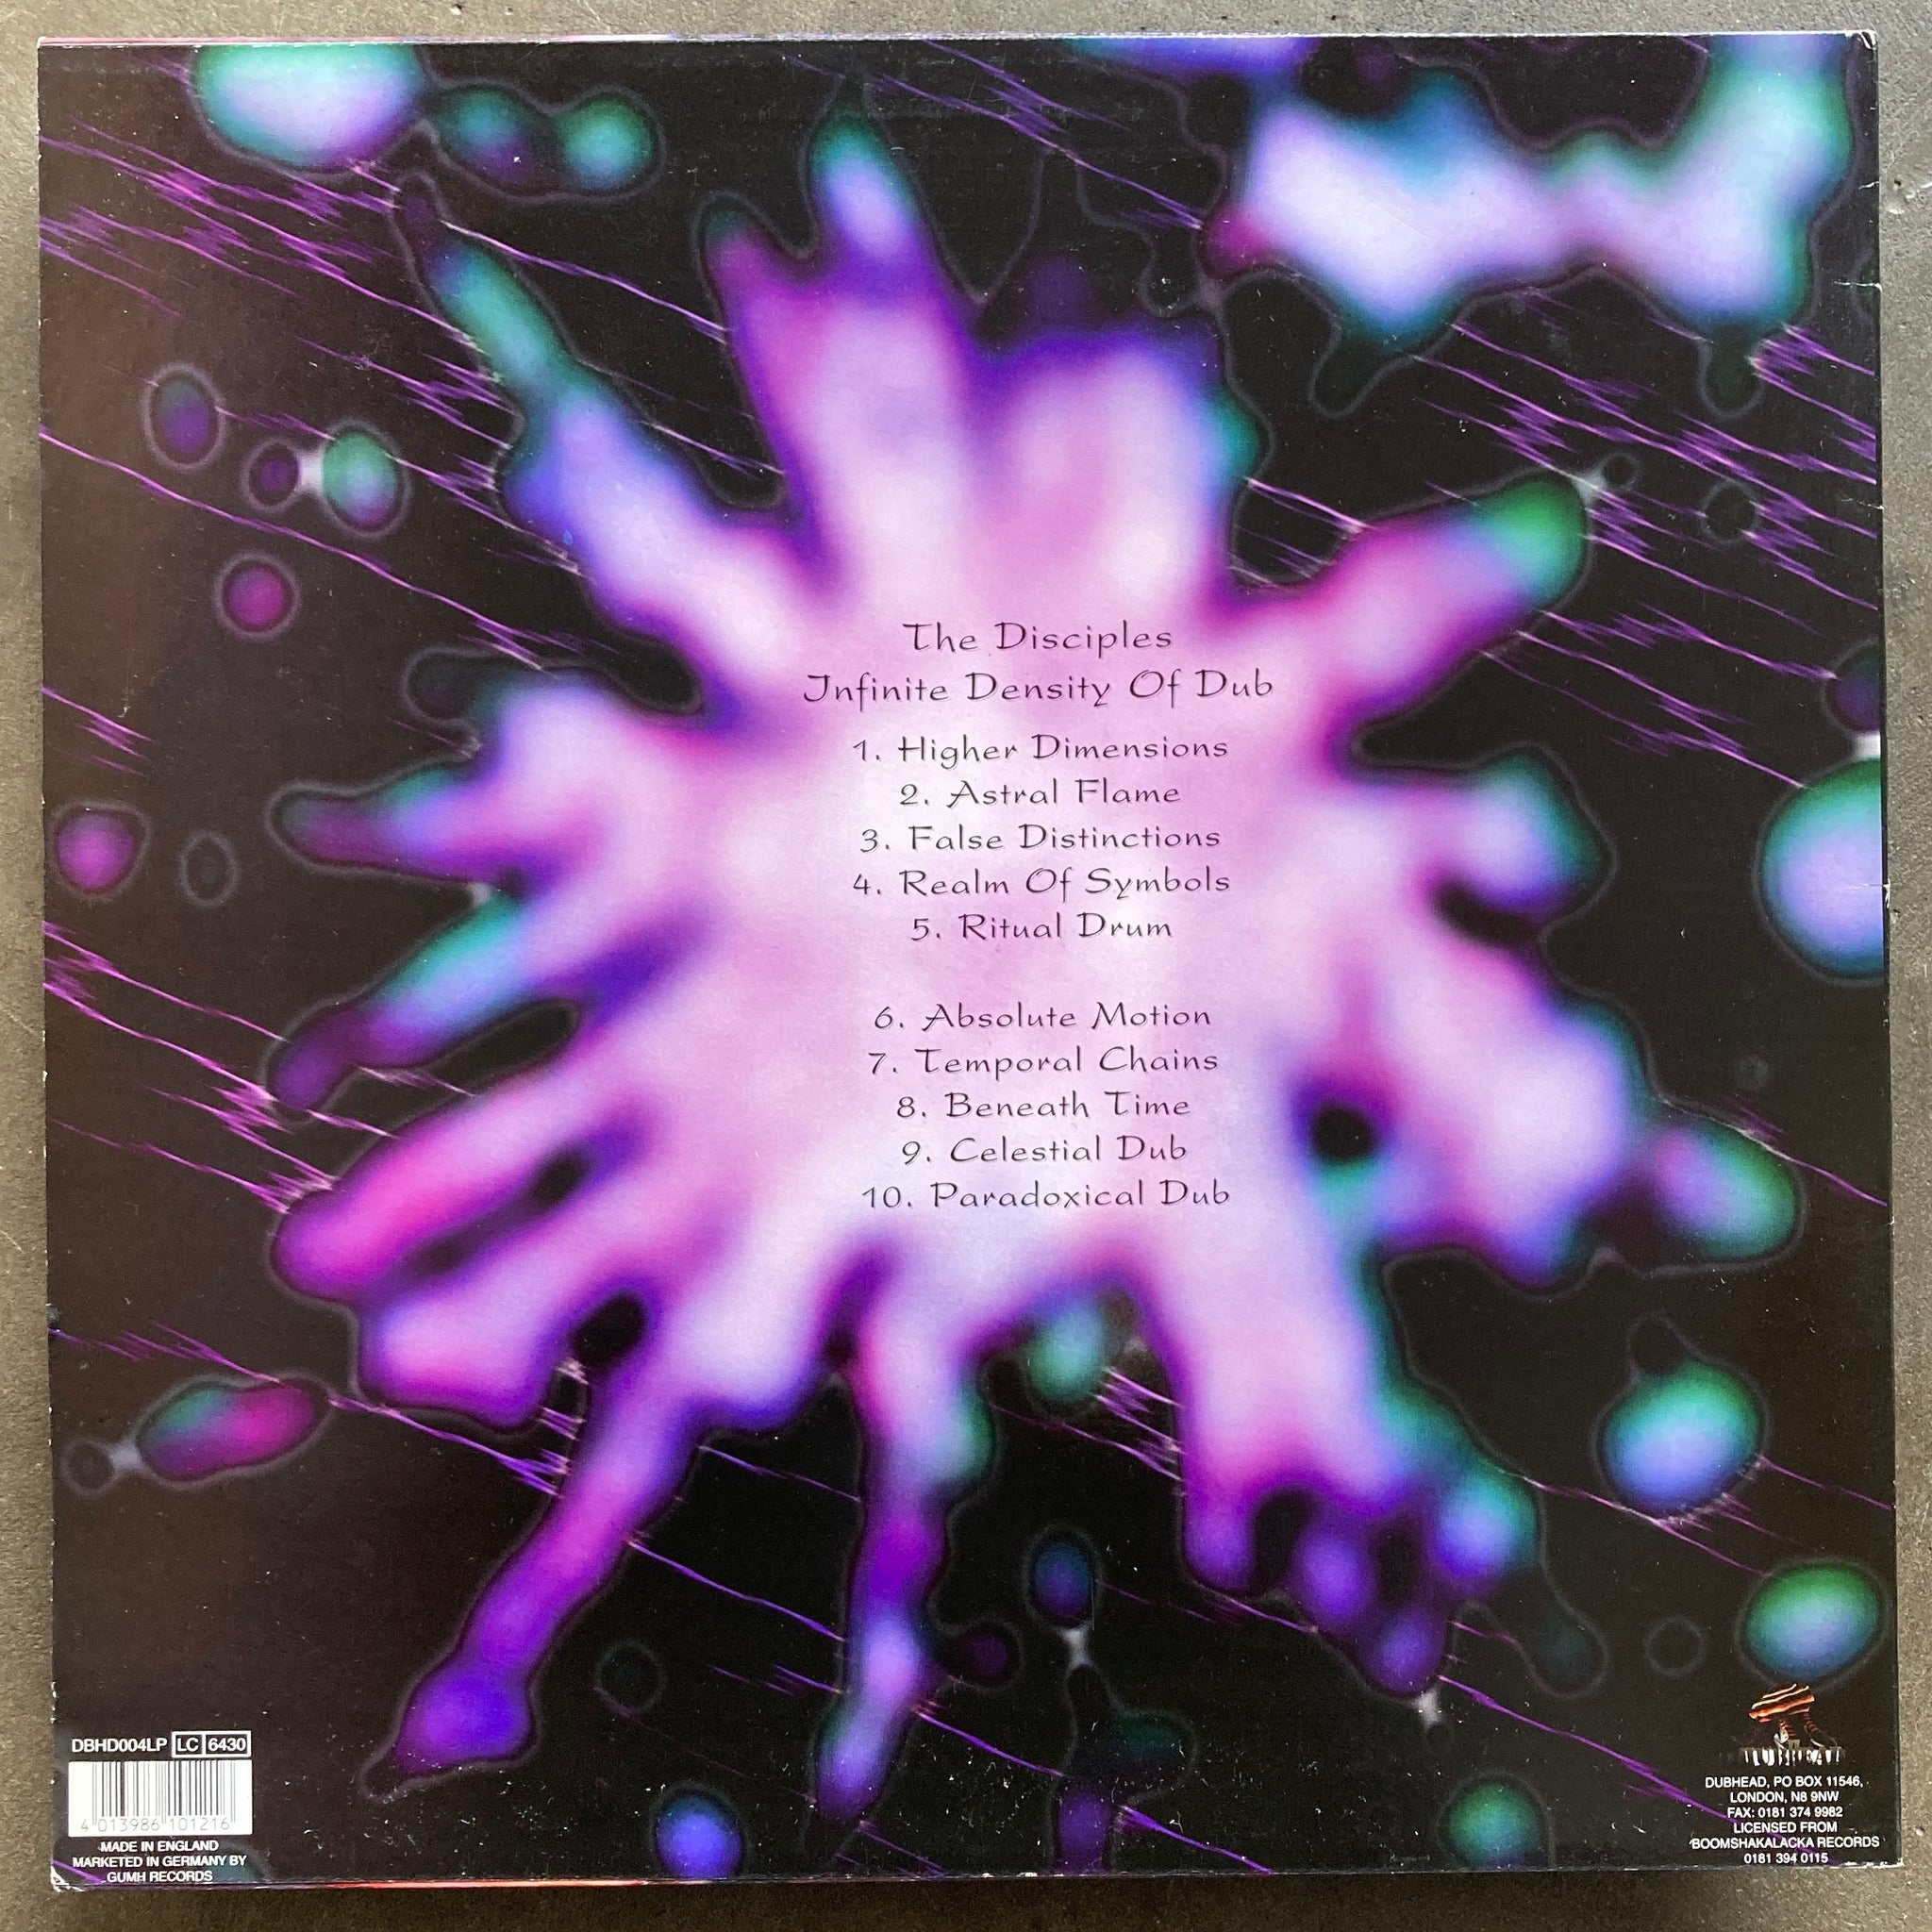 The Disciples
Infinite Density Of Dub
1. Higher Dimensions
2. Astral Flame
3. False Distinctions
4. Realm Of Symbols
5. Ritual Drum
6. Absolute Motion
7. Temporal Chains
8. Beneath Time
9. Celestial Dub
10. Paradoxical Dub
DBHD004LP LC 6430
4 013986 101216
MADE IN ENGLAND
MARKETED IN GERMANY BY
GUMH RECORDS
DUBHEAD
DUBHEAD, PO BOX 11546,
LONDON, N8 9NW
FAX: 0181 374 9982
LICENSED FROM
BOOMSHAKALACKA RECORDS
0181 394 0115